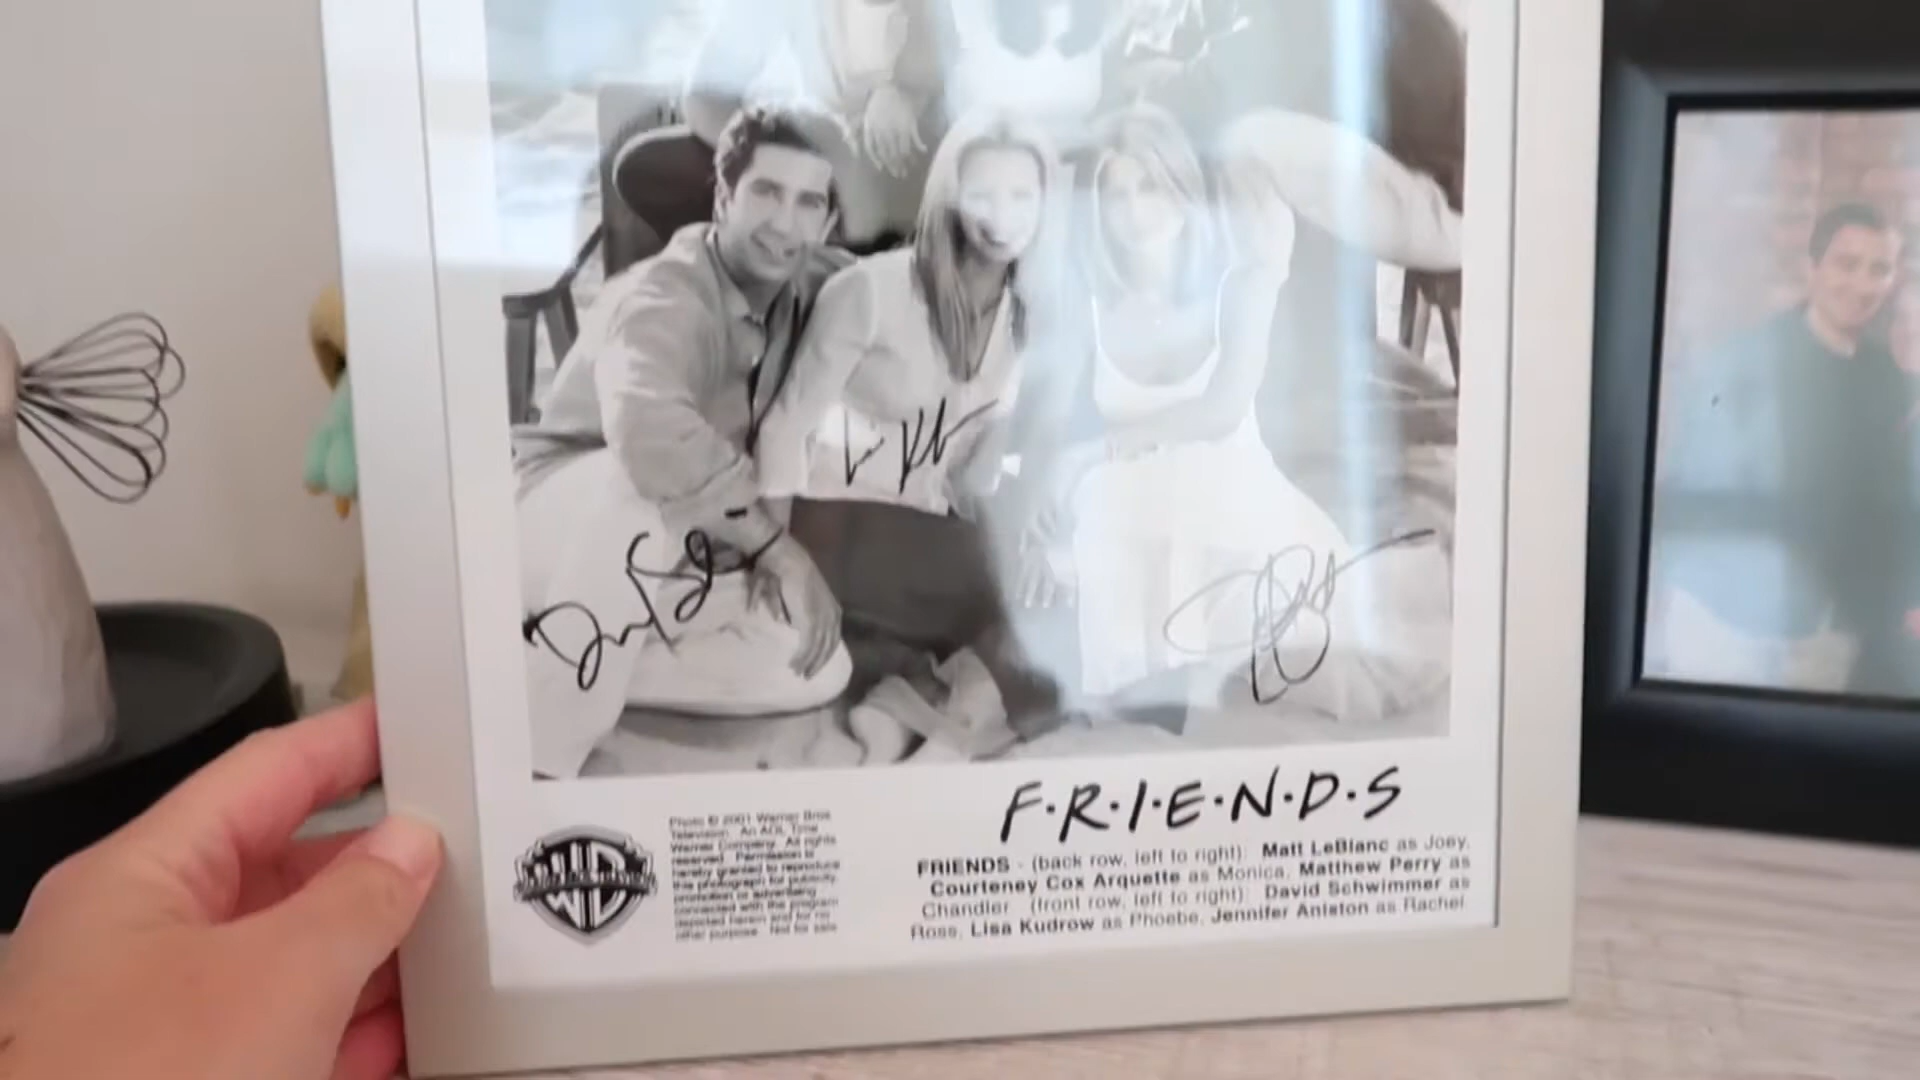 F·R·I·E·N·D·S
WB
Photo © 2001 Warner Bros.
Television. An AOL Time
Warner Company. All rights
reserved. Permission is
hereby granted to reproduce
this photograph for publicity,
promotion or advertising
connected with the program
depicted herein and for no
other purpose. Not for sale
FRIENDS - (back row, left to right): Matt LeBlanc as Joey,
Courteney Cox Arquette as Monica, Matthew Perry as
Chandler (front row, left to right): David Schwimmer as
Ross, Lisa Kudrow as Phoebe, Jennifer Aniston as Rachel.